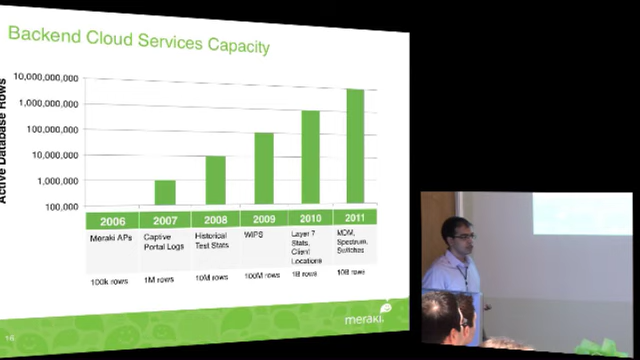 Backend Cloud Services Capacity
Active Database Rows
10,000,000,000
1,000,000,000
100,000,000
10,000,000
1,000,000
100,000
2006 2007 2008 2009 2010 2011
Meraki APs
Captive
Portal Logs
Historical
Test Stats
WIPS
Layer 7
Stats,
Client
Locations
MDM,
Spectrum,
Switches
100k rows 1M rows 10M rows 100M rows 1B rows 10B rows
meraki